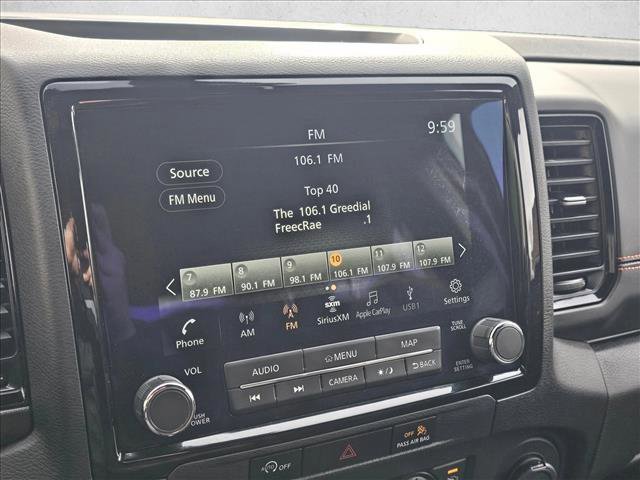 FM
9:59
106.1 FM
Source
FM Menu
Top 40
The 106.1 Greedial
FreecRae .1
7 8 9 10 11 12
87.9 FM 90.1 FM 98.1 FM 106.1 FM 107.9 FM 107.9 FM
Phone AM FM sxm SiriusXM Apple CarPlay USB1 Settings
TUNE
SCROLL
VOL
AUDIO MENU MAP
CAMERA BACK
ENTER
SETTING
PUSH
POWER
OFF
OFF
PASS AIR BAG